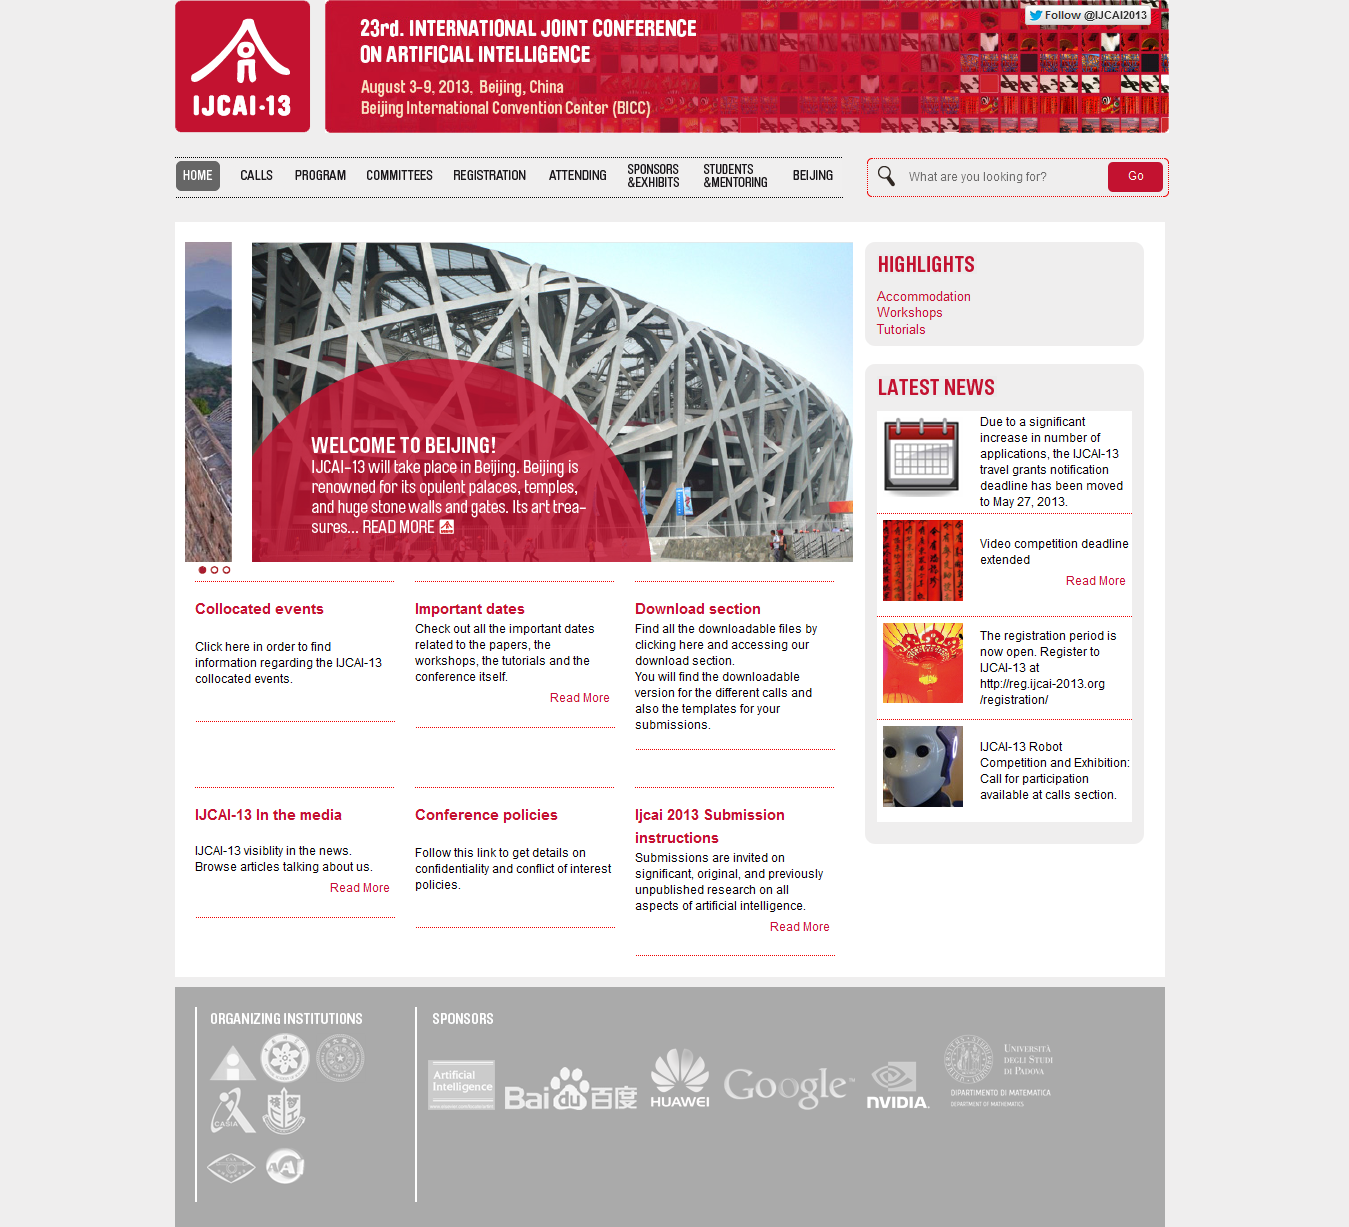 IJCAI-13
23rd. INTERNATIONAL JOINT CONFERENCE
ON ARTIFICIAL INTELLIGENCE
August 3-9, 2013, Beijing, China
Beijing International Convention Center (BICC)
Follow @IJCAI2013
HOME
CALLS
PROGRAM
COMMITTEES
REGISTRATION
ATTENDING
SPONSORS
&EXHIBITS
STUDENTS
&MENTORING
BEIJING
What are you looking for?
Go
WELCOME TO BEIJING!
IJCAI-13 will take place in Beijing. Beijing is
renowned for its opulent palaces, temples,
and huge stone walls and gates. Its art trea-
sures... READ MORE
HIGHLIGHTS
Accommodation
Workshops
Tutorials
LATEST NEWS
Due to a significant
increase in number of
applications, the IJCAI-13
travel grants notification
deadline has been moved
to May 27, 2013.
Video competition deadline
extended
Read More
The registration period is
now open. Register to
IJCAI-13 at
http://reg.ijcai-2013.org
/registration/
IJCAI-13 Robot
Competition and Exhibition:
Call for participation
available at calls section.
Collocated events
Click here in order to find
information regarding the IJCAI-13
collocated events.
Important dates
Check out all the important dates
related to the papers, the
workshops, the tutorials and the
conference itself.
Read More
Download section
Find all the downloadable files by
clicking here and accessing our
download section.
You will find the downloadable
version for the different calls and
also the templates for your
submissions.
IJCAI-13 In the media
IJCAI-13 visiblity in the news.
Browse articles talking about us.
Read More
Conference policies
Follow this link to get details on
confidentiality and conflict of interest
policies.
Ijcai 2013 Submission
instructions
Submissions are invited on
significant, original, and previously
unpublished research on all
aspects of artificial intelligence.
Read More
ORGANIZING INSTITUTIONS
CASIA
AAI
SPONSORS
Artificial
Intelligence
Baidu百度
HUAWEI
Google
NVIDIA.
UNIVERSITÀ
DEGLI STUDI
DI PADOVA
DIPARTIMENTO DI MATEMATICA
DEPARTMENT OF MATHEMATICS